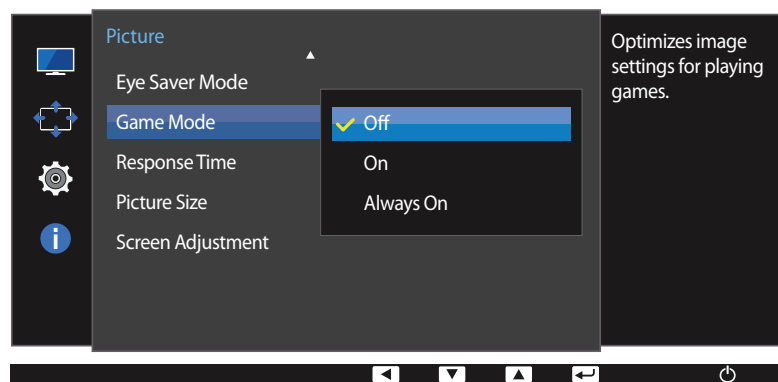 Picture
Eye Saver Mode
Game Mode
Response Time
Picture Size
Screen Adjustment
Off
On
Always On
Optimizes image
settings for playing
games.